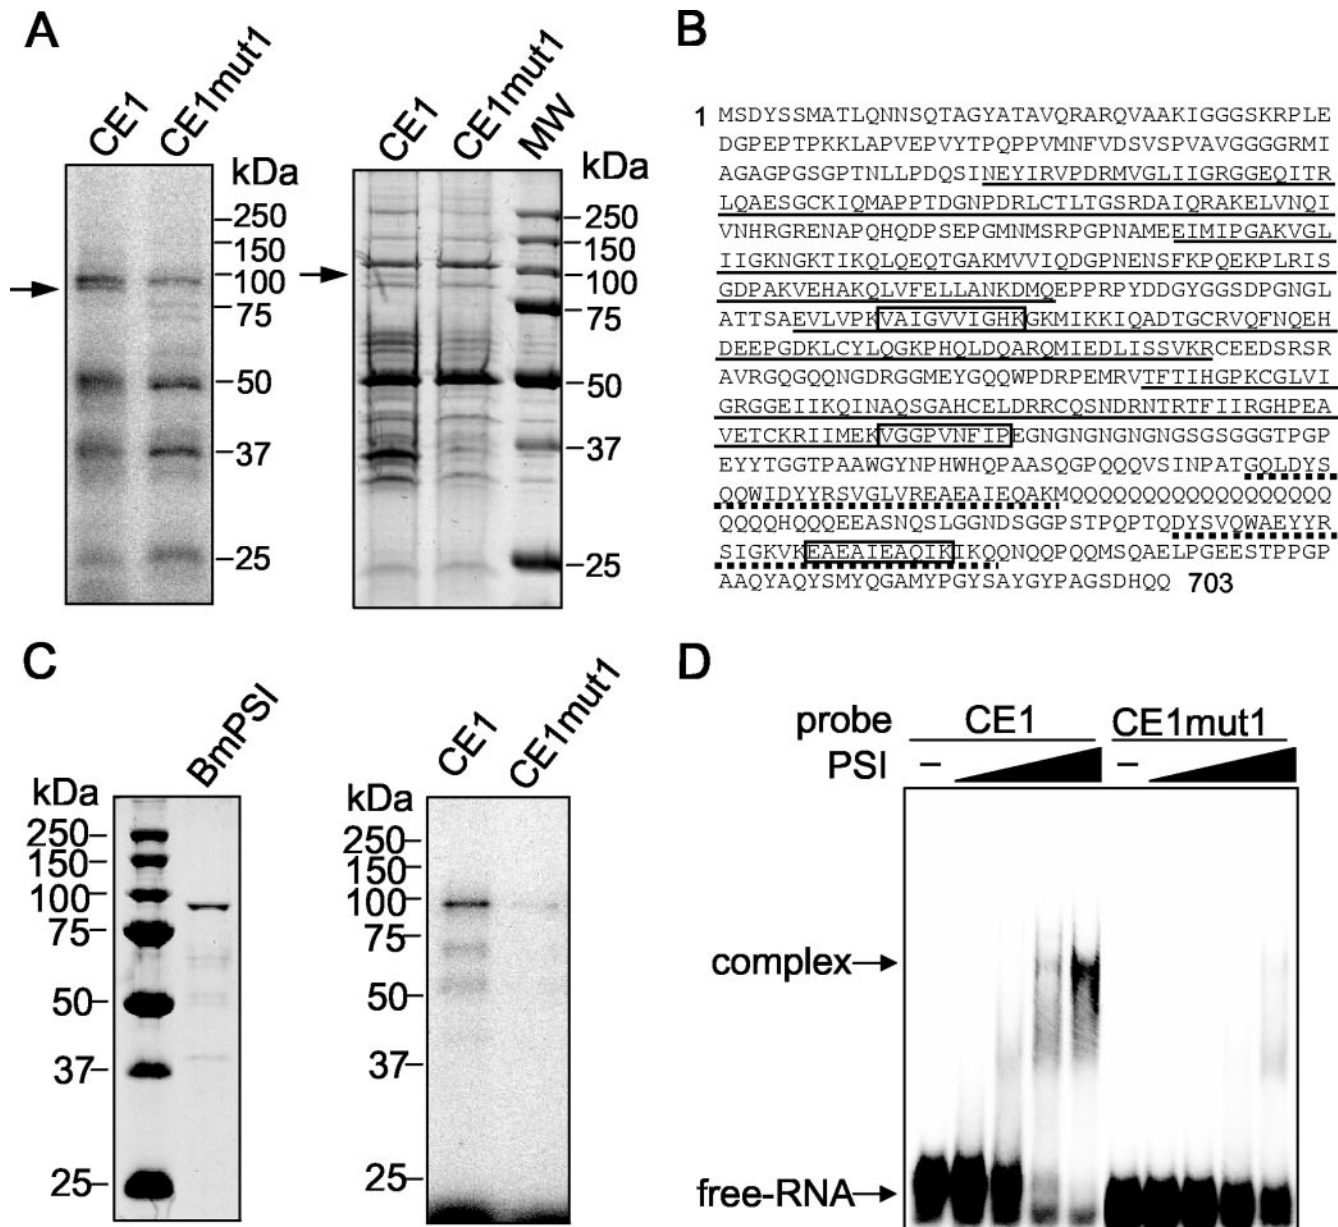 A
CE1
CE1mut1
kDa
250
150
100
75
50
37
25
CE1
CE1mut1
MW
kDa
250
150
100
75
50
37
25
B
1 MSDYSSMATLQNNSQTAGYATAVQRARQVAAKIGGGSKRPLE
DGPEPTPKKLAPVEPVYTPQPPVMNFVDSVSPVAVGGGGRMI
AGAGPGSGPTNLLPDQSINEYIRVPDRMVGLIIGRGGEQITR
LQAESGCKIQMAPPTDGNPDRLCTLTGSRDAIQRAKELVNQI
VNHRGRENAPQHQDPSEPGMNMSRPGPNAMEEIMIPGAKVGL
IIGKNGKTIKQLQEQTGAKMVVIQDGPNENSFKPQEKPLRIS
GDPAKVEHAKQLVFELLANKDMQEPPRPYDDGYGGSDPGNGL
ATTSAEVLVPKVAIGVVIGHKGKMIKKIQADTGCRVQFNQEH
DEEPGDKLCYLQGKPHQLDQARQMIEDLISSVKRCEEDSRSR
AVRGQGQQNGDRGGMEYGQQWPDRPEMRVTFTIHGPKCGLVI
GRGGEIIKQINAQSGAHCELDRRCQSNDRNTRTFIIRGHPEA
VETCKRIIMEKVGGPVNFIPEGNGNGNGNGNGSGSGGGTPGP
EYYTGGTPAAWGYNPHWHQPAASQGPQQQVSINPATGQLDYS
QQWIDYYRSVGLVREAEAIEQAKMQQQQQQQQQQQQQQQQQQ
QQQQHQQQEEASNQSLGGNDSGGPSTPQPTQDYSVQWAEYYR
SIGKVKEAEAIEAQIKIKQQNQQPQQMSQAELPGEESTPPGP
AAQYAQYSMYQGAMYPGYSAYGYPAGSDHQQ 703
C
BmPSI
kDa
250
150
100
75
50
37
25
CE1
CE1mut1
kDa
250
150
100
75
50
37
25
D
probe CE1 CE1mut1
PSI − −
complex
free-RNA